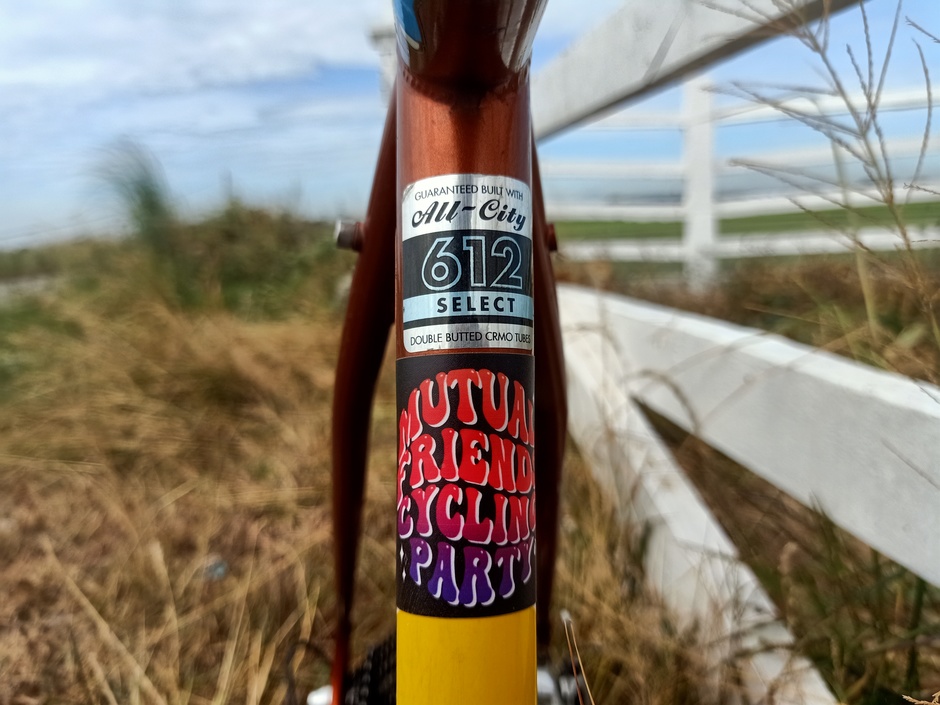 GUARANTEED BUILT WITH
All-City
612
SELECT
DOUBLE BUTTED CRMO TUBES
MUTUAL
FRIENDS
CYCLING
PARTY